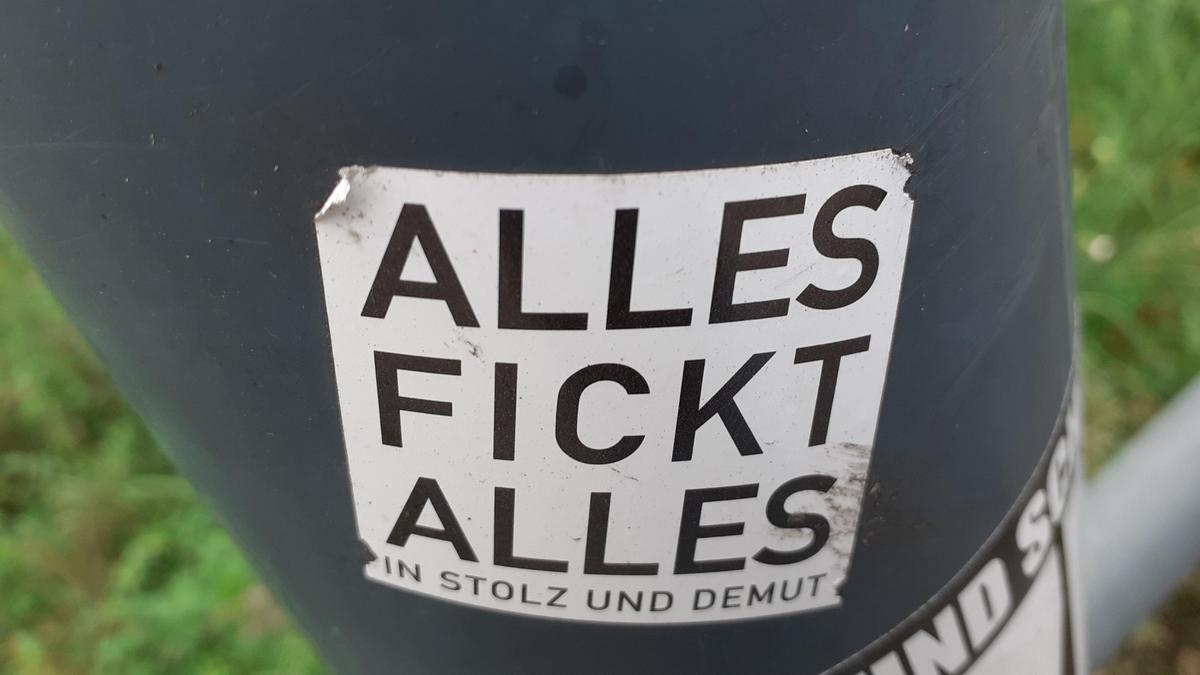 ALLES
FICKT
ALLES
IN STOLZ UND DEMUT